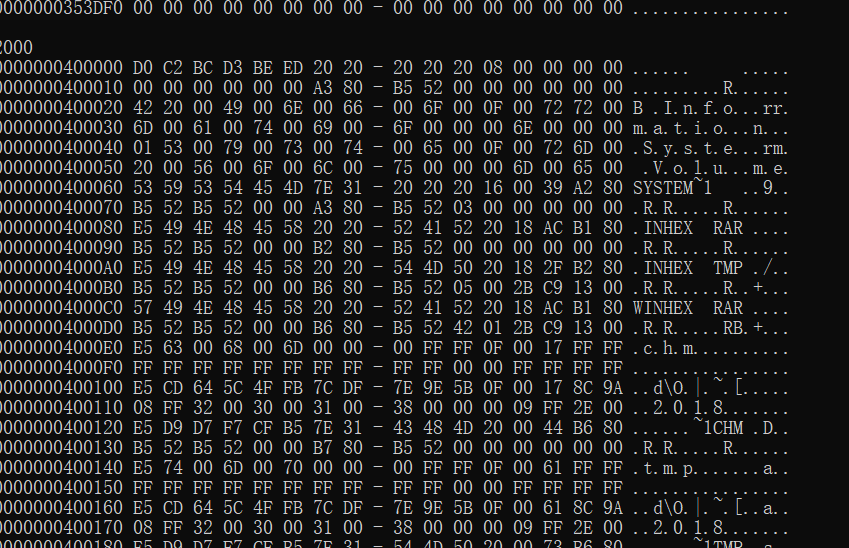 0000000353DF0 00 00 00 00 00 00 00 00 - 00 00 00 00 00 00 00 00 ................
2000
0000000400000 D0 C2 BC D3 BE ED 20 20 - 20 20 20 08 00 00 00 00 ......     .....
0000000400010 00 00 00 00 00 00 A3 80 - B5 52 00 00 00 00 00 00 .........R......
0000000400020 42 20 00 49 00 6E 00 66 - 00 6F 00 0F 00 72 72 00 B .I.n.f.o...rr.
0000000400030 6D 00 61 00 74 00 69 00 - 6F 00 00 00 6E 00 00 00 m.a.t.i.o...n...
0000000400040 01 53 00 79 00 73 00 74 - 00 65 00 0F 00 72 6D 00 .S.y.s.t.e...rm.
0000000400050 20 00 56 00 6F 00 6C 00 - 75 00 00 00 6D 00 65 00  .V.o.l.u...m.e.
0000000400060 53 59 53 54 45 4D 7E 31 - 20 20 20 16 00 39 A2 80 SYSTEM~1   ..9..
0000000400070 B5 52 B5 52 00 00 A3 80 - B5 52 03 00 00 00 00 00 .R.R.....R......
0000000400080 E5 49 4E 48 45 58 20 20 - 52 41 52 20 18 AC B1 80 .INHEX  RAR ....
0000000400090 B5 52 B5 52 00 00 B2 80 - B5 52 00 00 00 00 00 00 .R.R.....R......
00000004000A0 E5 49 4E 48 45 58 20 20 - 54 4D 50 20 18 2F B2 80 .INHEX  TMP ./..
00000004000B0 B5 52 B5 52 00 00 B6 80 - B5 52 05 00 2B C9 13 00 .R.R.....R..+...
00000004000C0 57 49 4E 48 45 58 20 20 - 52 41 52 20 18 AC B1 80 WINHEX  RAR ....
00000004000D0 B5 52 B5 52 00 00 B6 80 - B5 52 42 01 2B C9 13 00 .R.R.....RB.+...
00000004000E0 E5 63 00 68 00 6D 00 00 - 00 FF FF 0F 00 17 FF FF .c.h.m..........
00000004000F0 FF FF FF FF FF FF FF FF - FF FF 00 00 FF FF FF FF ................
0000000400100 E5 CD 64 5C 4F FB 7C DF - 7E 9E 5B 0F 00 17 8C 9A ..d\O.|.~.[.....
0000000400110 08 FF 32 00 30 00 31 00 - 38 00 00 00 09 FF 2E 00 ..2.0.1.8.......
0000000400120 E5 D9 D7 F7 CF B5 7E 31 - 43 48 4D 20 00 44 B6 80 ......~1CHM .D..
0000000400130 B5 52 B5 52 00 00 B7 80 - B5 52 00 00 00 00 00 00 .R.R.....R......
0000000400140 E5 74 00 6D 00 70 00 00 - 00 FF FF 0F 00 61 FF FF .t.m.p.......a..
0000000400150 FF FF FF FF FF FF FF FF - FF FF 00 00 FF FF FF FF ................
0000000400160 E5 CD 64 5C 4F FB 7C DF - 7E 9E 5B 0F 00 61 8C 9A ..d\O.|.~.[..a..
0000000400170 08 FF 32 00 30 00 31 00 - 38 00 00 00 09 FF 2E 00 ..2.0.1.8.......
0000000400180 E5 D9 D7 F7 CF B5 7E 31 - 54 4D 50 20 00 73 B6 80 ......~1TMP .s..